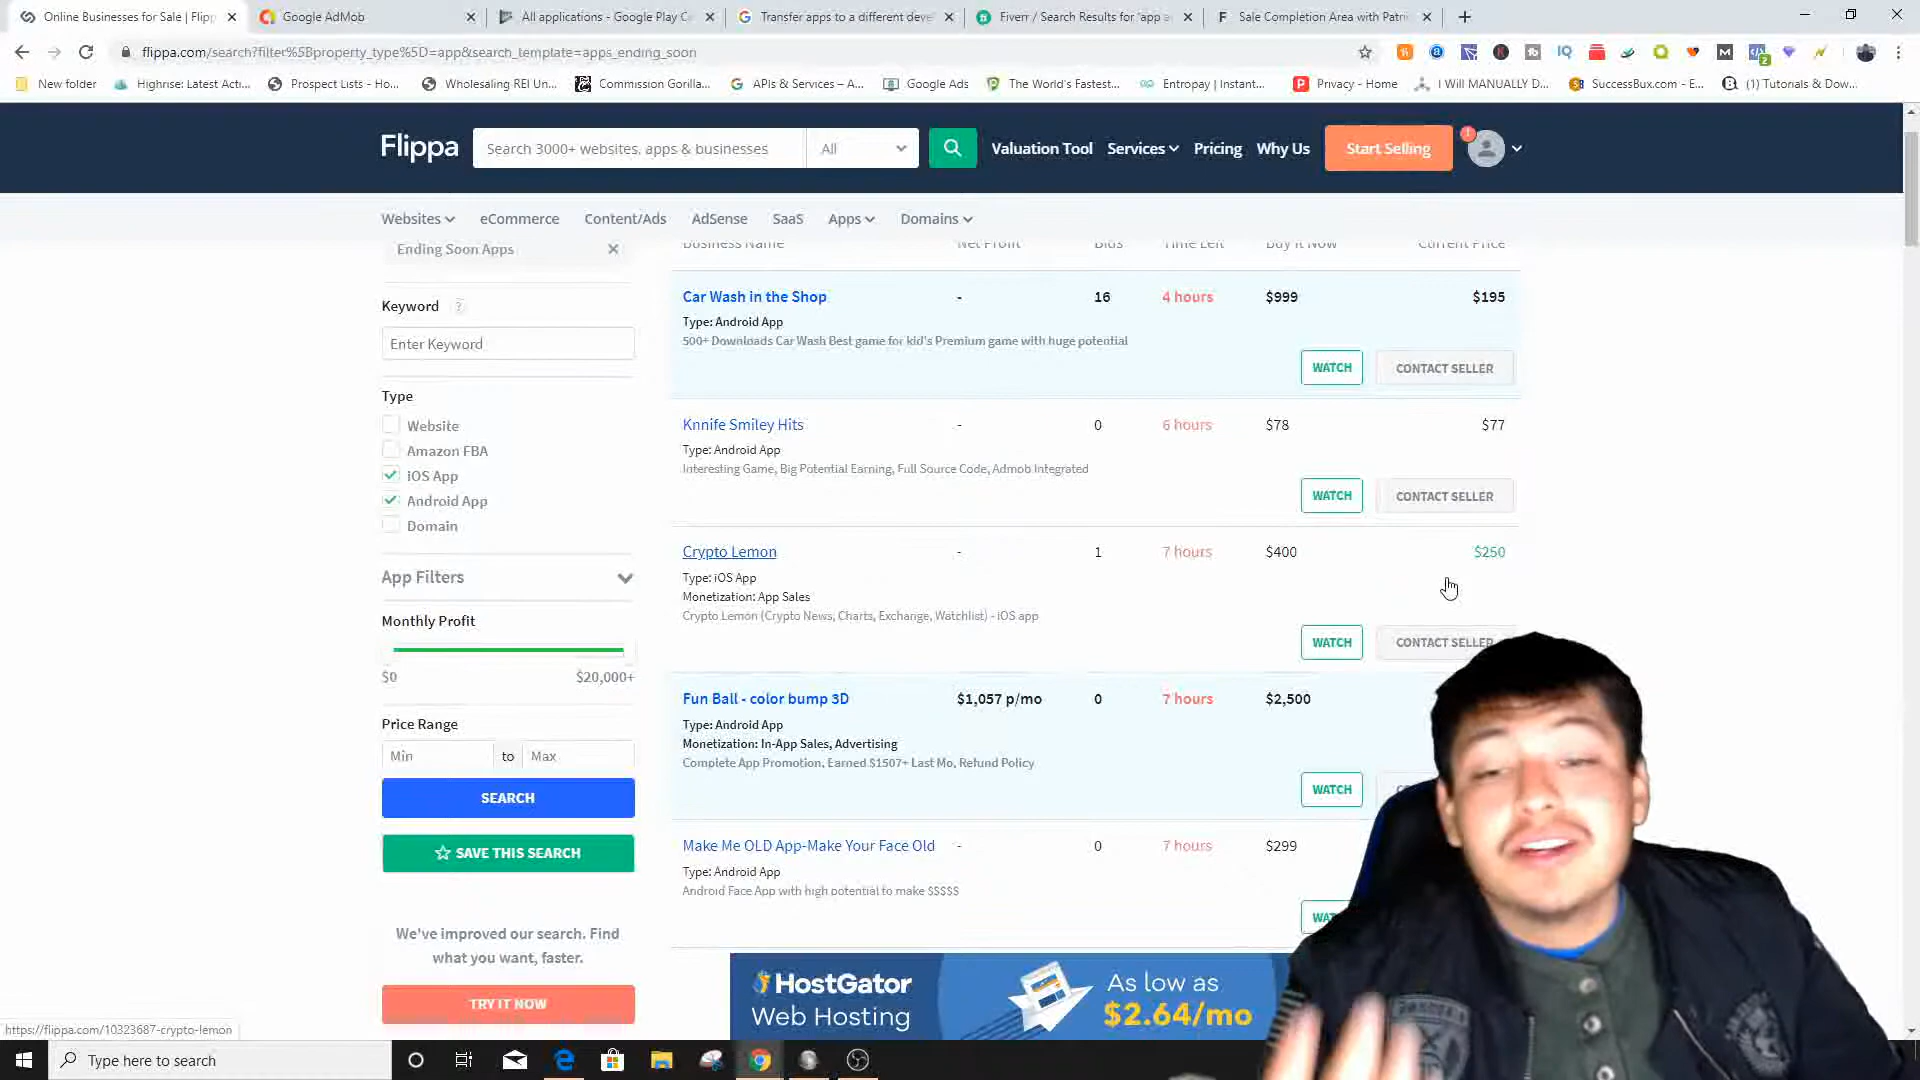 Online Businesses for Sale | Flipp
Google AdMob
All applications - Google Play C
Transfer apps to a different deve
Fiverr / Search Results for 'app a
Sale Completion Area with Patri
flippa.com/search?filter%5Bproperty_type%5D=app&search_template=apps_ending_soon
New folder
Highrise: Latest Acti...
Prospect Lists - Ho...
Wholesaling REI Un...
Commission Gorilla...
APIs & Services – A...
Google Ads
The World's Fastest...
Entropay | Instant...
Privacy - Home
I Will MANUALLY D...
SuccessBux.com - E...
(1) Tutorials & Dow...
Flippa
Search 3000+ websites, apps & businesses
All
Valuation Tool
Services
Pricing
Why Us
Start Selling
Websites
eCommerce
Content/Ads
AdSense
SaaS
Apps
Domains
Ending Soon Apps
Business Name Net Profit Bids Time Left Buy It Now Current Price
Keyword ?
Enter Keyword
Type
Website
Amazon FBA
iOS App
Android App
Domain
App Filters
Monthly Profit
$0 $20,000+
Price Range
Min to Max
SEARCH
SAVE THIS SEARCH
We've improved our search. Find
what you want, faster.
TRY IT NOW
Car Wash in the Shop - 16 4 hours $999 $195
Type: Android App
500+ Downloads Car Wash Best game for kid's Premium game with huge potential
WATCH CONTACT SELLER
Knnife Smiley Hits - 0 6 hours $78 $77
Type: Android App
Interesting Game, Big Potential Earning, Full Source Code, Admob Integrated
WATCH CONTACT SELLER
Crypto Lemon - 1 7 hours $400 $250
Type: iOS App
Monetization: App Sales
Crypto Lemon (Crypto News, Charts, Exchange, Watchlist) - iOS app
WATCH CONTACT SELLER
Fun Ball - color bump 3D $1,057 p/mo 0 7 hours $2,500
Type: Android App
Monetization: In-App Sales, Advertising
Complete App Promotion, Earned $1507+ Last Mo, Refund Policy
WATCH
Make Me OLD App-Make Your Face Old - 0 7 hours $299
Type: Android App
Android Face App with high potential to make $$$$$
WAT
HostGator
Web Hosting
As low as
$2.64/mo
https://flippa.com/10323687-crypto-lemon
Type here to search